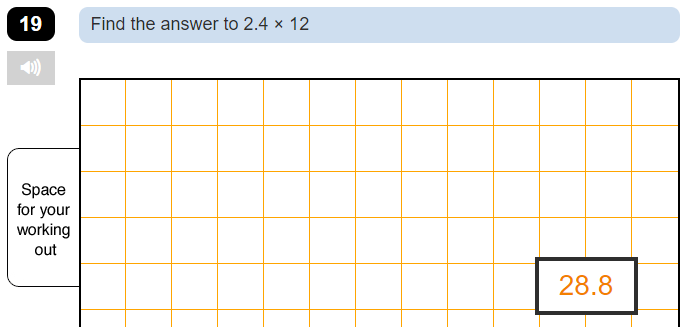 19
Find the answer to 2.4 × 12
Space
for your
working
out
28.8